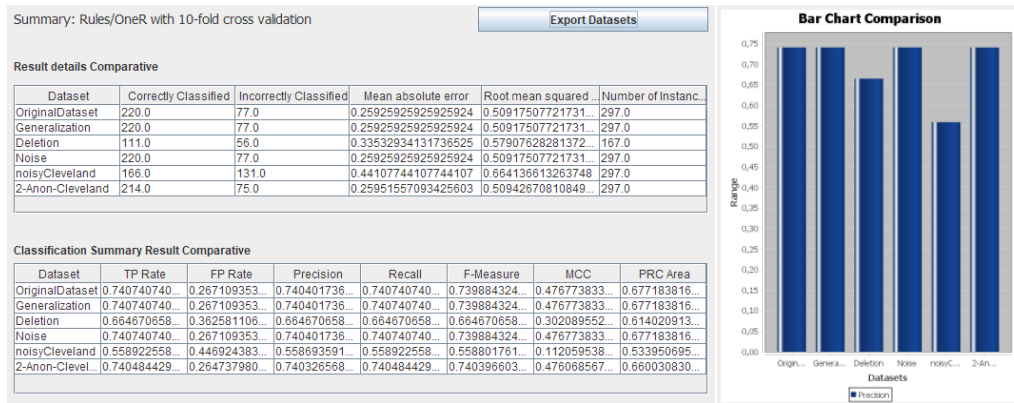 Summary: Rules/OneR with 10-fold cross validation
Export Datasets
Result details Comparative
Dataset Correctly Classified Incorrectly Classified Mean absolute error Root mean squared ... Number of Instanc...
OriginalDataset 220.0 77.0 0.25925925925925924 0.50917507721731... 297.0
Generalization 220.0 77.0 0.25925925925925924 0.50917507721731... 297.0
Deletion 111.0 56.0 0.33532934131736525 0.57907628281372... 167.0
Noise 220.0 77.0 0.25925925925925924 0.50917507721731... 297.0
noisyCleveland 166.0 131.0 0.44107744107744107 0.664136613263748 297.0
2-Anon-Cleveland 214.0 75.0 0.25951557093425603 0.50942670810849... 297.0
Classification Summary Result Comparative
Dataset TP Rate FP Rate Precision Recall F-Measure MCC PRC Area
OriginalDataset 0.740740740... 0.267109353... 0.740401736... 0.740740740... 0.739884324... 0.476773833... 0.677183816...
Generalization 0.740740740... 0.267109353... 0.740401736... 0.740740740... 0.739884324... 0.476773833... 0.677183816...
Deletion 0.664670658... 0.362581106... 0.664670658... 0.664670658... 0.664670658... 0.302089552... 0.614020913...
Noise 0.740740740... 0.267109353... 0.740401736... 0.740740740... 0.739884324... 0.476773833... 0.677183816...
noisyCleveland 0.558922558... 0.446924383... 0.558693591... 0.558922558... 0.558801761... 0.112059538... 0.533950695...
2-Anon-Clevel... 0.740484429... 0.264737980... 0.740326568... 0.740484429... 0.740396603... 0.476068567... 0.660030830...
Bar Chart Comparison
0,75
0,70
0,65
0,60
0,55
0,50
0,45
0,40
0,35
0,30
0,25
0,20
0,15
0,10
0,05
0,00
Range
Origin... Genera... Deletion Noise noisyC... 2-An...
Datasets
Precision